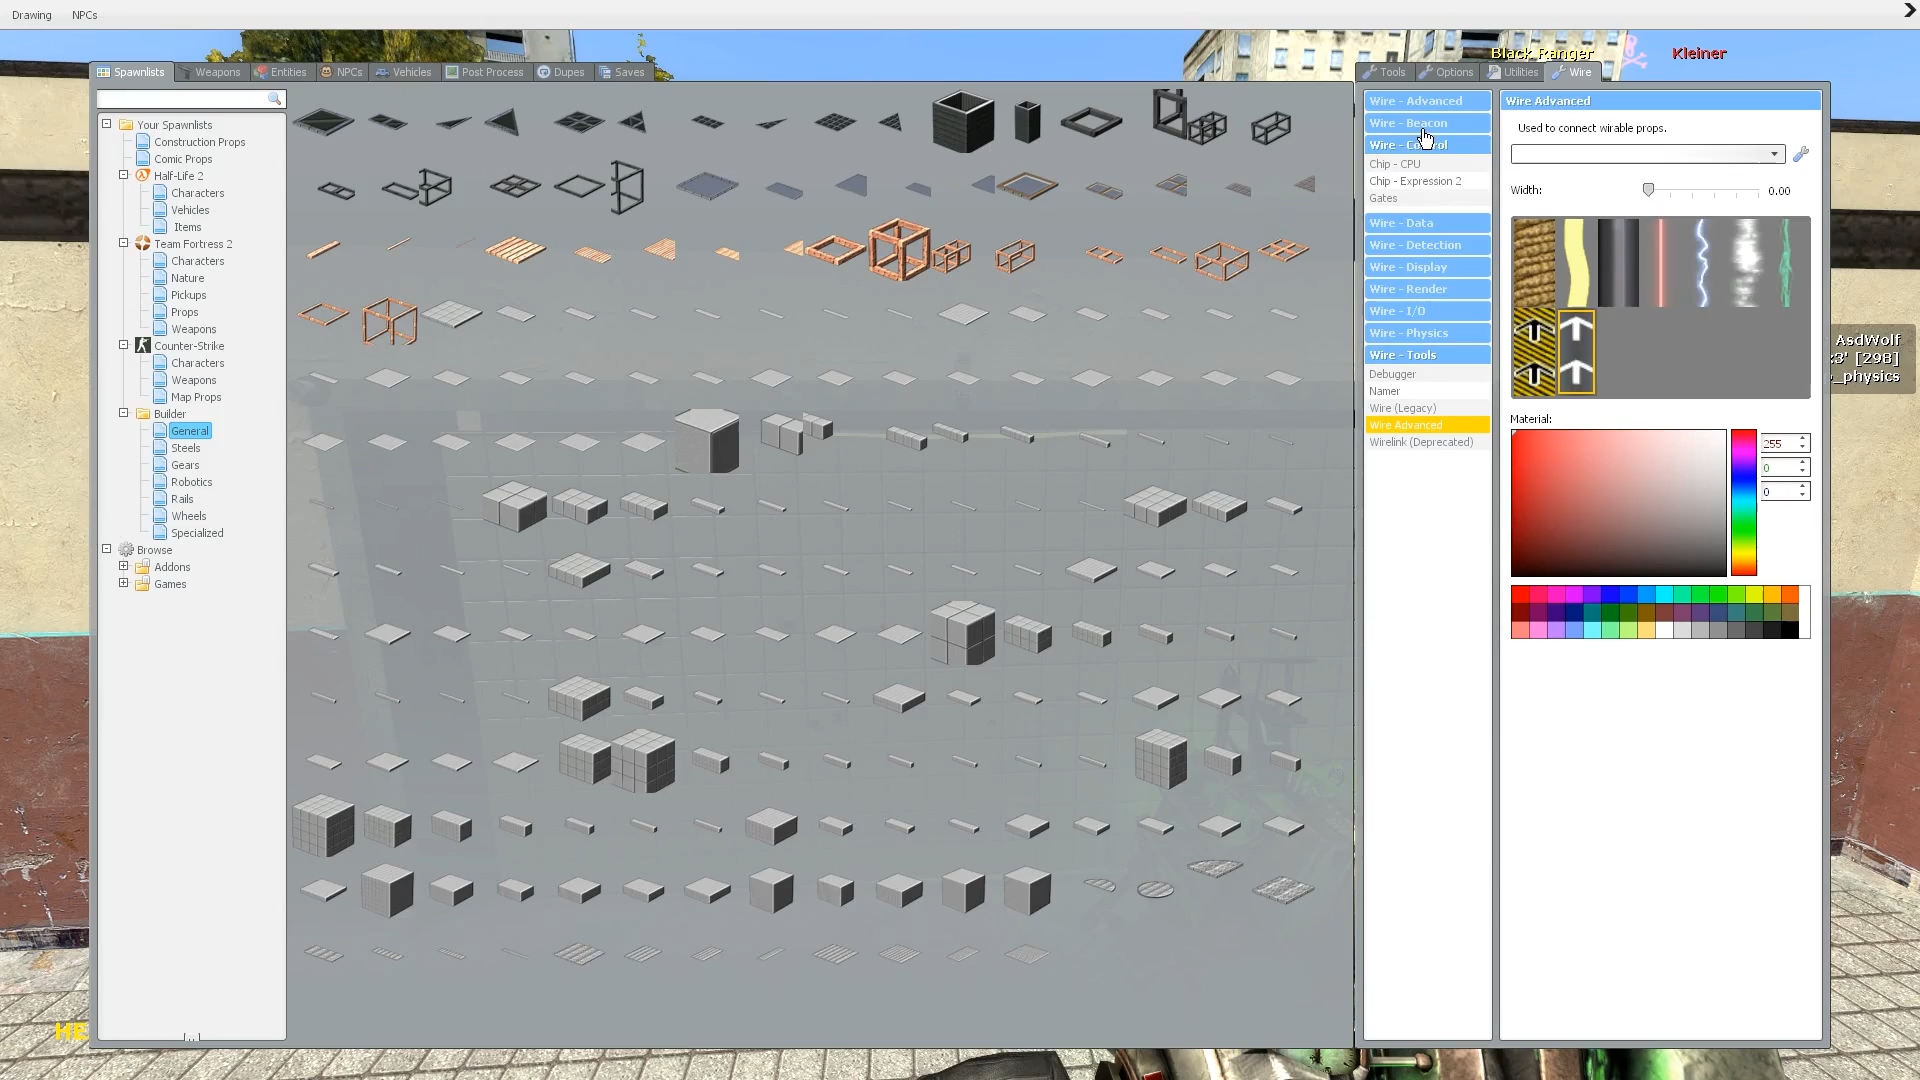 Drawing NPCs
Black Ranger Kleiner
Spawnlists Weapons Entities NPCs Vehicles Post Process Dupes Saves
Tools Options Utilities Wire
Your Spawnlists
Construction Props
Comic Props
Half-Life 2
Characters
Vehicles
Items
Team Fortress 2
Characters
Nature
Pickups
Props
Weapons
Counter-Strike
Characters
Weapons
Map Props
Builder
General
Steels
Gears
Robotics
Rails
Wheels
Specialized
Browse
Addons
Games
Wire - Advanced
Wire - Beacon
Wire - Control
Chip - CPU
Chip - Expression 2
Gates
Wire - Data
Wire - Detection
Wire - Display
Wire - Render
Wire - I/O
Wire - Physics
Wire - Tools
Debugger
Namer
Wire (Legacy)
Wire Advanced
Wirelink (Deprecated)
Wire Advanced
Used to connect wirable props.
Width: 0.00
Material:
255
0
0
AsdWolf
:3' [298]
_physics
HE